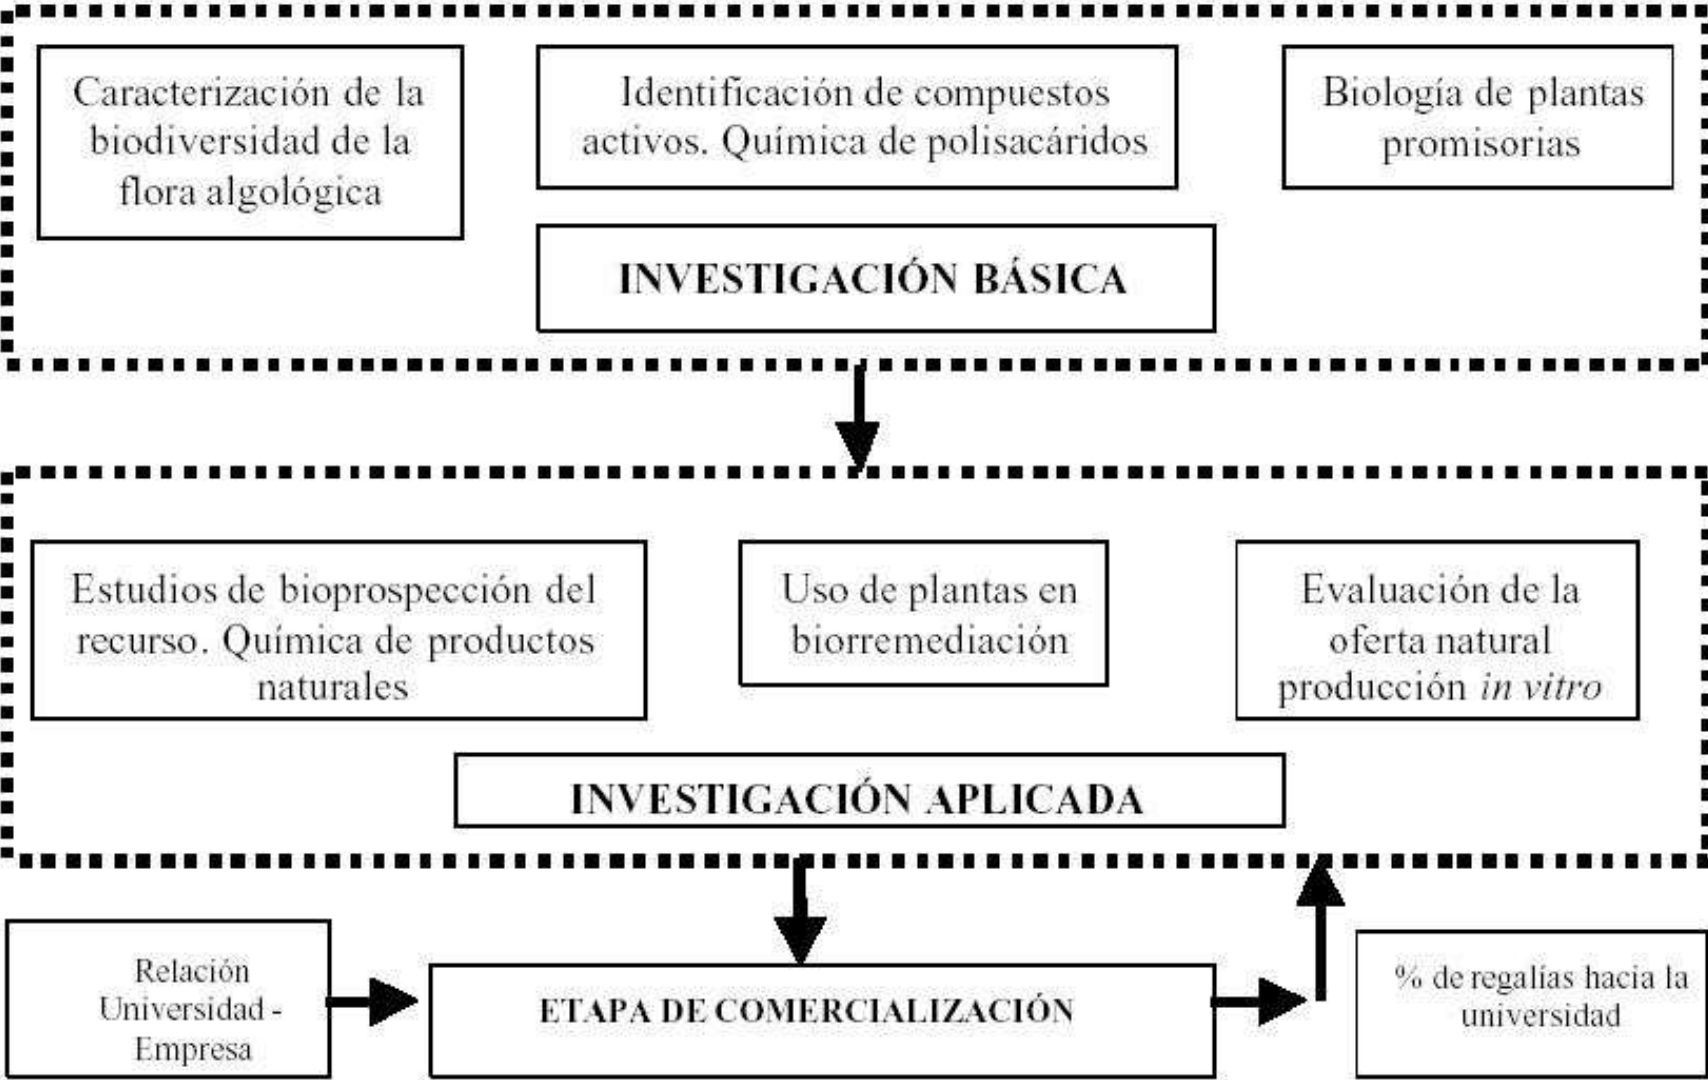 Caracterización de la
biodiversidad de la
flora algológica
Identificación de compuestos
activos. Química de polisacáridos
Biología de plantas
promisorias
INVESTIGACIÓN BÁSICA
Estudios de bioprospección del
recurso. Química de productos
naturales
Uso de plantas en
biorremediación
Evaluación de la
oferta natural
producción in vitro
INVESTIGACIÓN APLICADA
Relación
Universidad -
Empresa
ETAPA DE COMERCIALIZACIÓN
% de regalías hacia la
universidad